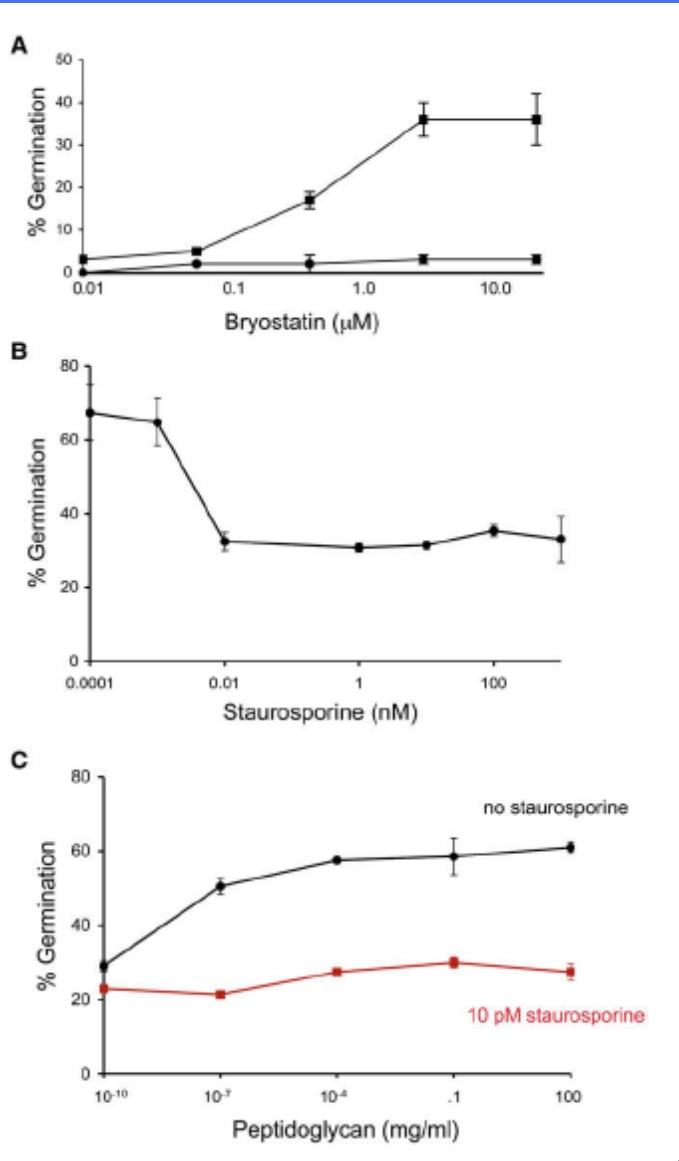 A
50
40
30
20
10
0
% Germination
0.01 0.1 1.0 10.0
Bryostatin (μM)
B
80
60
40
20
0
% Germination
0.0001 0.01 1 100
Staurosporine (nM)
C
80
60
40
20
0
% Germination
no staurosporine
10 pM staurosporine
10⁻¹⁰ 10⁻⁷ 10⁻⁴ .1 100
Peptidoglycan (mg/ml)